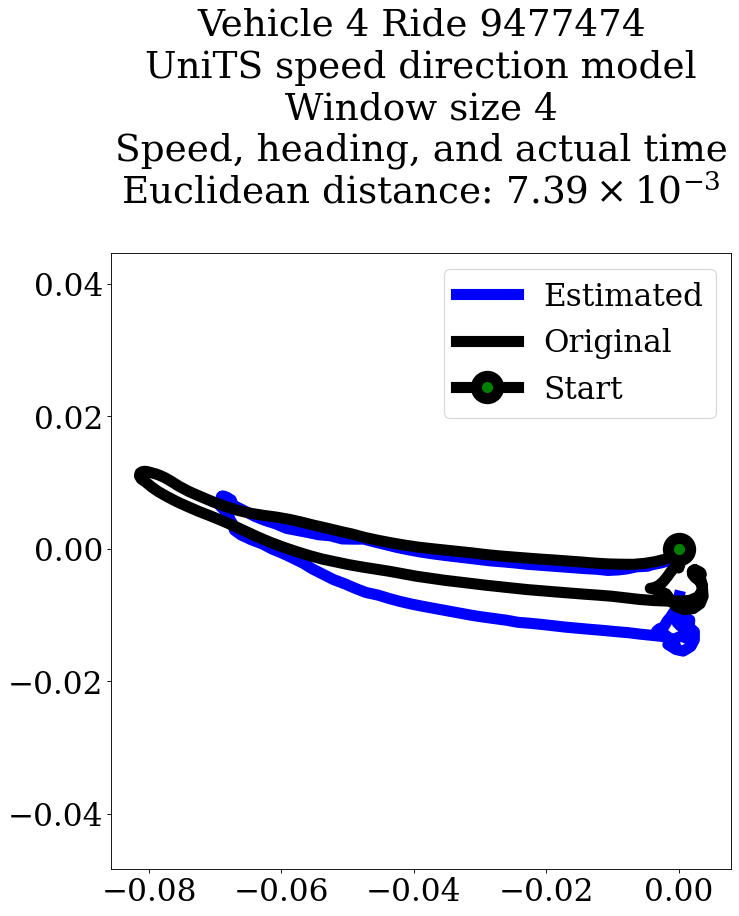 Vehicle 4 Ride 9477474
UniTS speed direction model
Window size 4
Speed, heading, and actual time
Euclidean distance: 7.39 × 10⁻³
Estimated
Original
Start
0.04
0.02
0.00
−0.02
−0.04
−0.08
−0.06
−0.04
−0.02
0.00